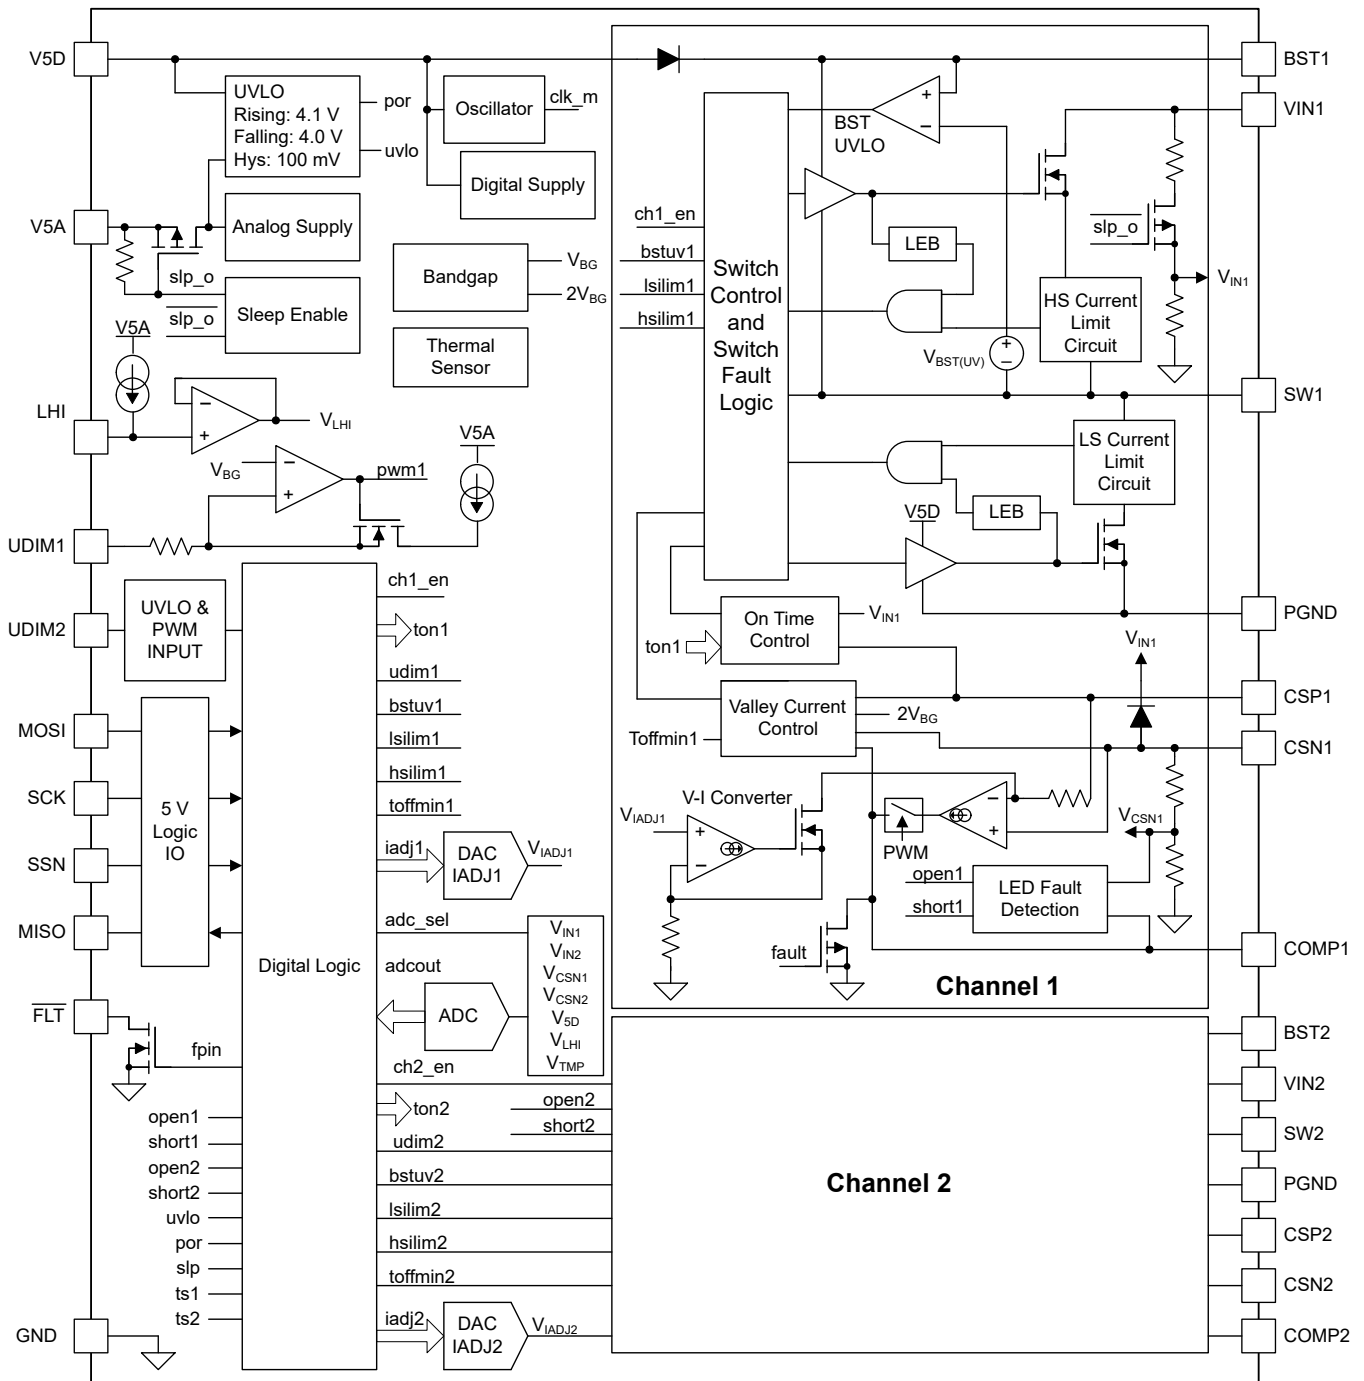 V5D
UVLO
Rising: 4.1 V
Falling: 4.0 V
Hys: 100 mV
por
uvlo
Oscillator
clk_m
Digital Supply
V5A
Analog Supply
slp_o
slp_o
Sleep Enable
Bandgap
VBG
2VBG
Thermal
Sensor
V5A
LHI
VLHI
VBG
pwm1
V5A
UDIM1
UDIM2
UVLO &
PWM
INPUT
MOSI
SCK
SSN
MISO
5 V
Logic
IO
FLT
fpin
open1
short1
open2
short2
uvlo
por
slp
ts1
ts2
GND
Digital Logic
ch1_en
ton1
udim1
bstuv1
lsilim1
hsilim1
toffmin1
iadj1
DAC
IADJ1
VIADJ1
adc_sel
adcout
ADC
VIN1
VIN2
VCSN1
VCSN2
V5D
VLHI
VTMP
ch2_en
ton2
udim2
bstuv2
lsilim2
hsilim2
toffmin2
iadj2
DAC
IADJ2
VIADJ2
open2
short2
BST
UVLO
ch1_en
bstuv1
lsilim1
hsilim1
Switch
Control
and
Switch
Fault
Logic
LEB
VBST(UV)
HS Current
Limit
Circuit
slp_o
VIN1
LS Current
Limit
Circuit
LEB
V5D
On Time
Control
VIN1
ton1
VIN1
Valley Current
Control
2VBG
Toffmin1
V-I Converter
VIADJ1
PWM
VCSN1
open1
short1
LED Fault
Detection
fault
Channel 1
Channel 2
BST1
VIN1
SW1
PGND
CSP1
CSN1
COMP1
BST2
VIN2
SW2
PGND
CSP2
CSN2
COMP2